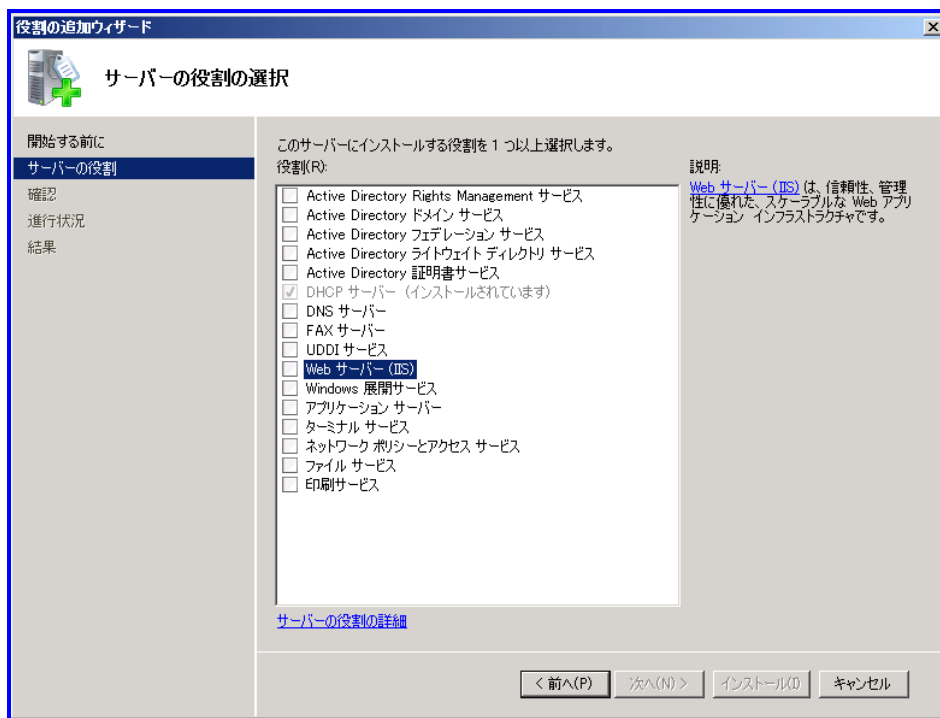 役割の追加ウィザード
サーバーの役割の選択
開始する前に
サーバーの役割
確認
進行状況
結果
このサーバーにインストールする役割を 1 つ以上選択します。
役割(R):
Active Directory Rights Management サービス
Active Directory ドメイン サービス
Active Directory フェデレーション サービス
Active Directory ライトウェイト ディレクトリ サービス
Active Directory 証明書サービス
DHCP サーバー (インストールされています)
DNS サーバー
FAX サーバー
UDDI サービス
Web サーバー (IIS)
Windows 展開サービス
アプリケーション サーバー
ターミナル サービス
ネットワーク ポリシーとアクセス サービス
ファイル サービス
印刷サービス
サーバーの役割の詳細
説明:
Web サーバー (IIS) は、信頼性、管理
性に優れた、スケーラブルな Web アプリ
ケーション インフラストラクチャです。
< 前へ(P)
次へ(N) >
インストール(I)
キャンセル